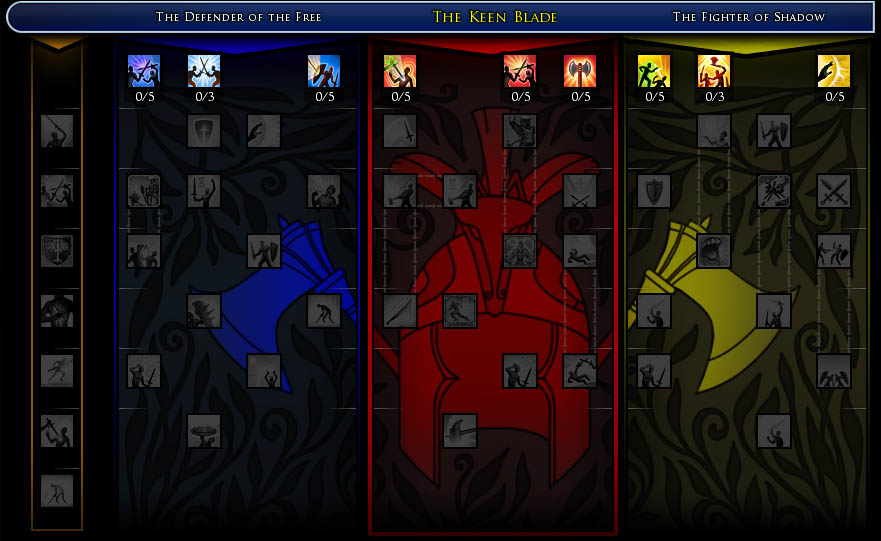 The Defender of the Free
The Keen Blade
The Fighter of Shadow
0/5 0/3 0/5 0/5 0/5 0/5 0/5 0/3 0/5